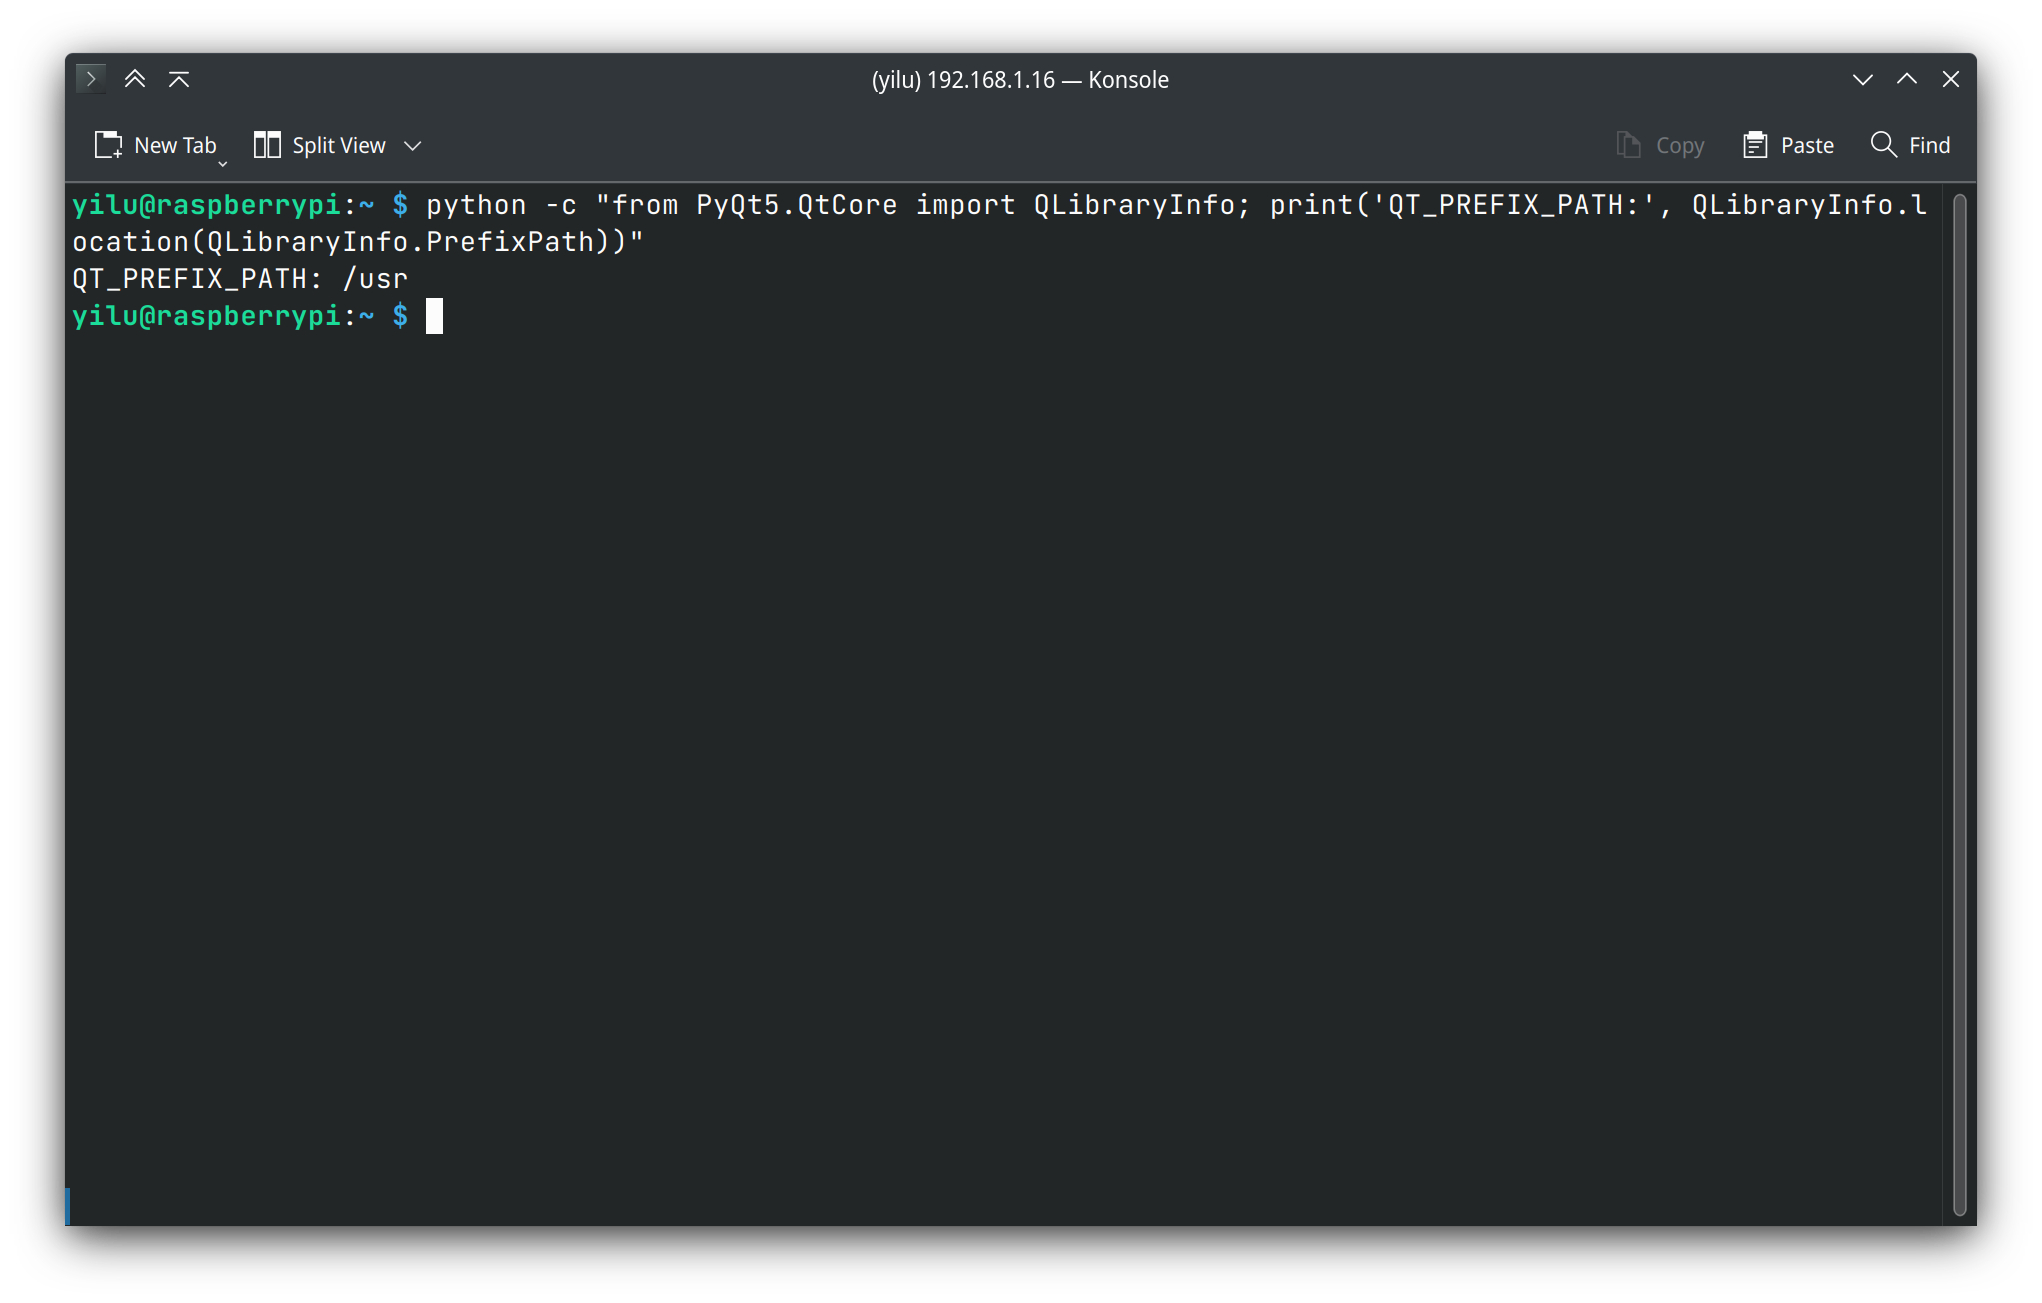 (yilu) 192.168.1.16 — Konsole
New Tab Split View Copy Paste Find
yilu@raspberrypi:~ $ python -c "from PyQt5.QtCore import QLibraryInfo; print('QT_PREFIX_PATH:', QLibraryInfo.l
ocation(QLibraryInfo.PrefixPath))"
QT_PREFIX_PATH: /usr
yilu@raspberrypi:~ $